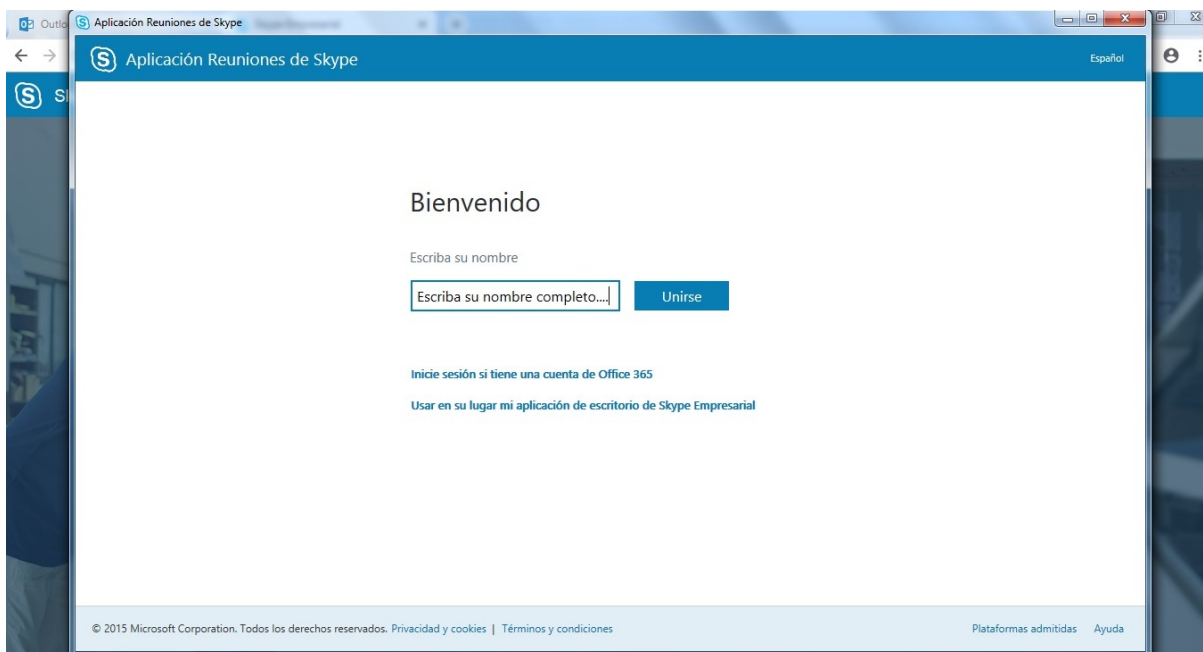 Outlo
Aplicación Reuniones de Skype
Aplicación Reuniones de Skype
Español
Bienvenido
Escriba su nombre
Escriba su nombre completo....
Unirse
Inicie sesión si tiene una cuenta de Office 365
Usar en su lugar mi aplicación de escritorio de Skype Empresarial
© 2015 Microsoft Corporation. Todos los derechos reservados. Privacidad y cookies | Términos y condiciones
Plataformas admitidas Ayuda